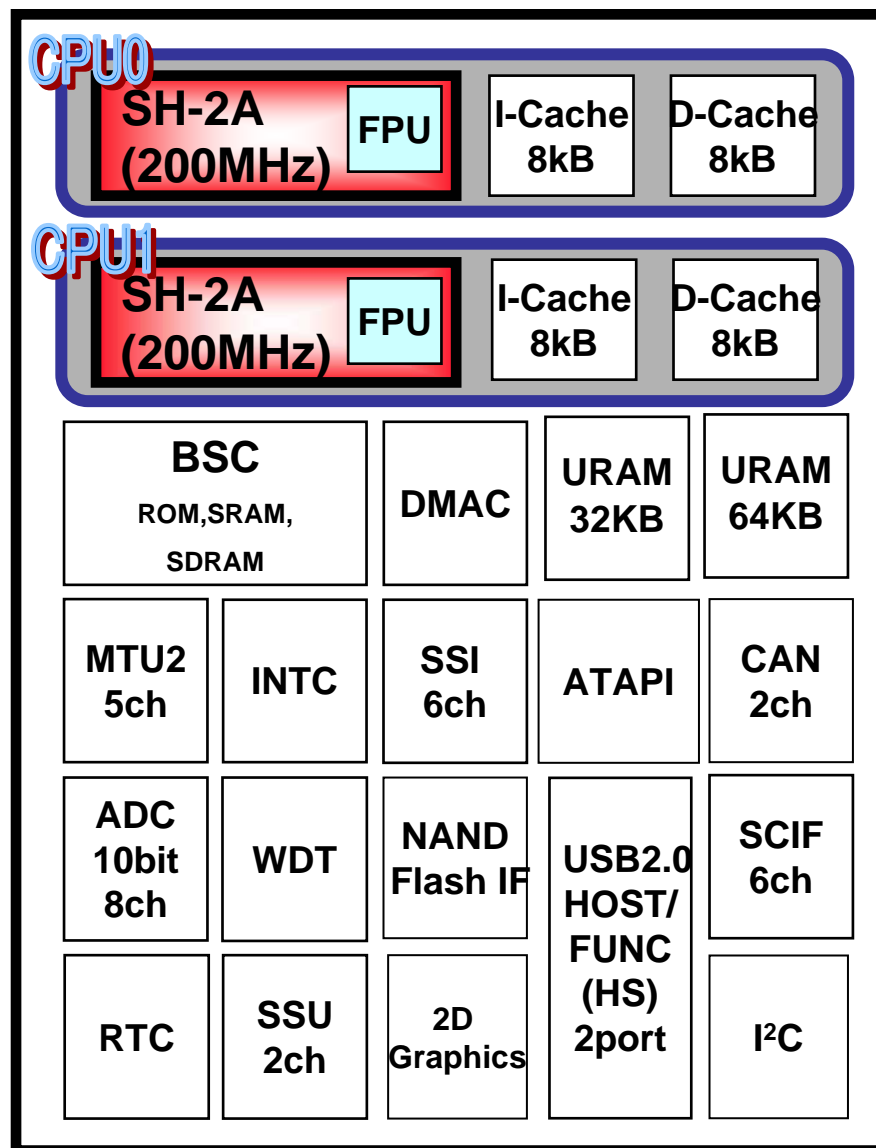 CPU0
SH-2A
(200MHz)
FPU
I-Cache
8kB
D-Cache
8kB
CPU1
SH-2A
(200MHz)
FPU
I-Cache
8kB
D-Cache
8kB
BSC
ROM,SRAM,
SDRAM
DMAC
URAM
32KB
URAM
64KB
MTU2
5ch
INTC
SSI
6ch
ATAPI
CAN
2ch
ADC
10bit
8ch
WDT
NAND
Flash IF
USB2.0
HOST/
FUNC
(HS)
2port
SCIF
6ch
RTC
SSU
2ch
2D
Graphics
I²C